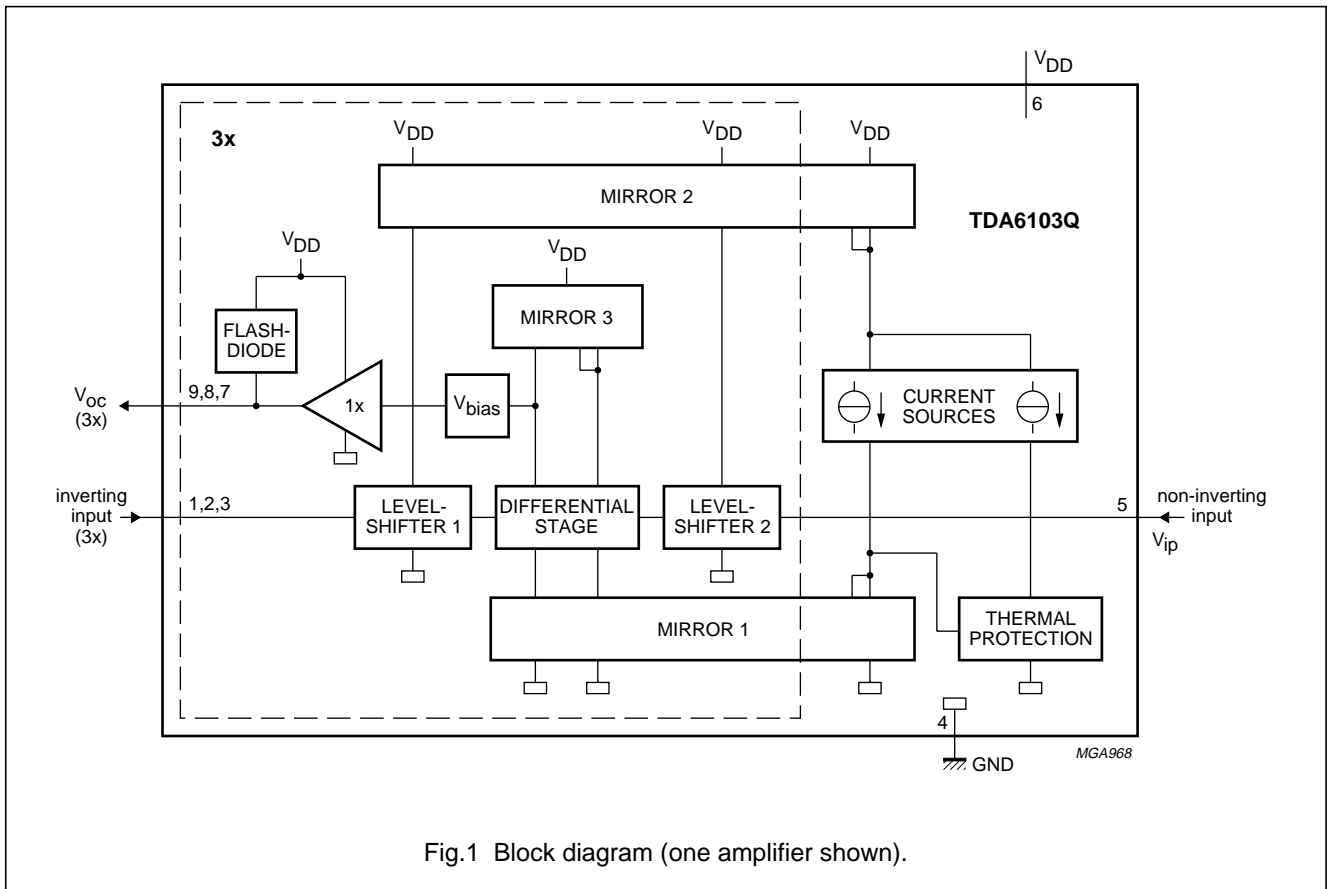 VDD
6
3x
VDD
VDD
VDD
MIRROR 2
TDA6103Q
VDD
VDD
MIRROR 3
FLASH-
DIODE
Voc
(3x)
9,8,7
1x
Vbias
CURRENT
SOURCES
inverting
input
(3x)
1,2,3
LEVEL-
SHIFTER 1
DIFFERENTIAL
STAGE
LEVEL-
SHIFTER 2
5
non-inverting
input
Vip
MIRROR 1
THERMAL
PROTECTION
4
GND
MGA968
Fig.1 Block diagram (one amplifier shown).